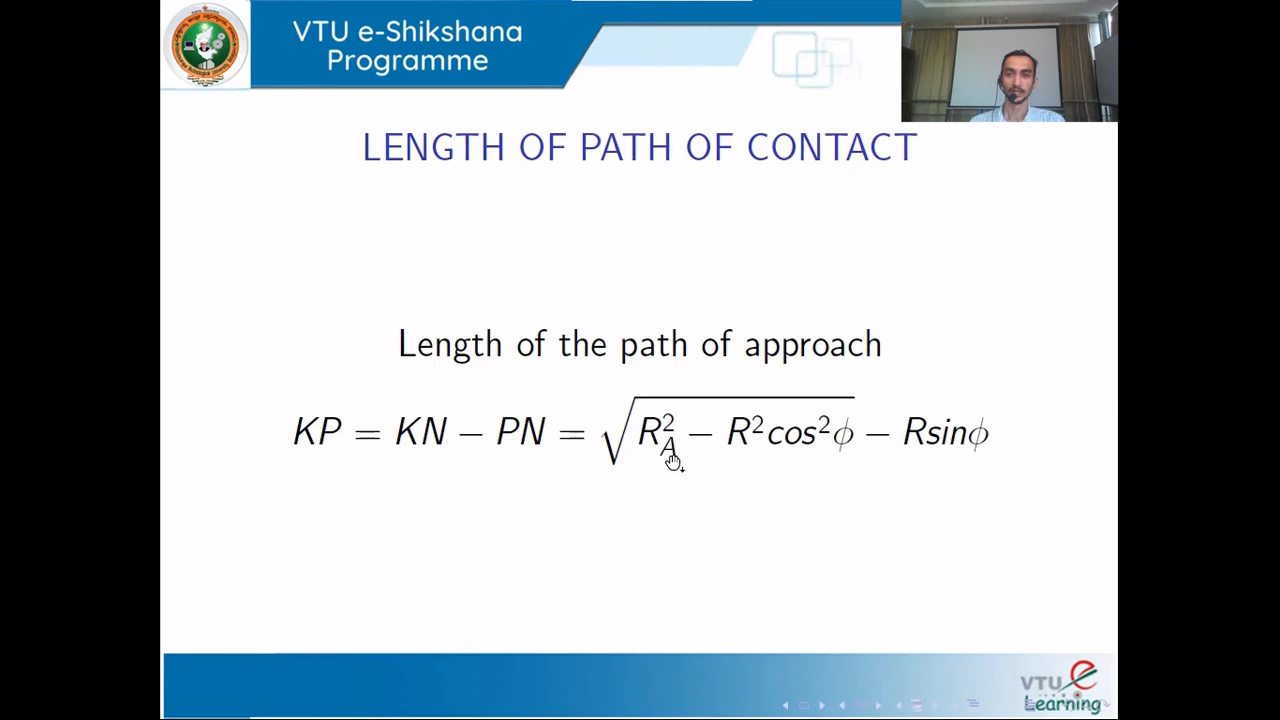 VTU e-Shikshana
Programme
LENGTH OF PATH OF CONTACT
Length of the path of approach
KP = KN − PN = √(R_A² − R²cos²ϕ) − Rsinϕ
VTU e
Learning